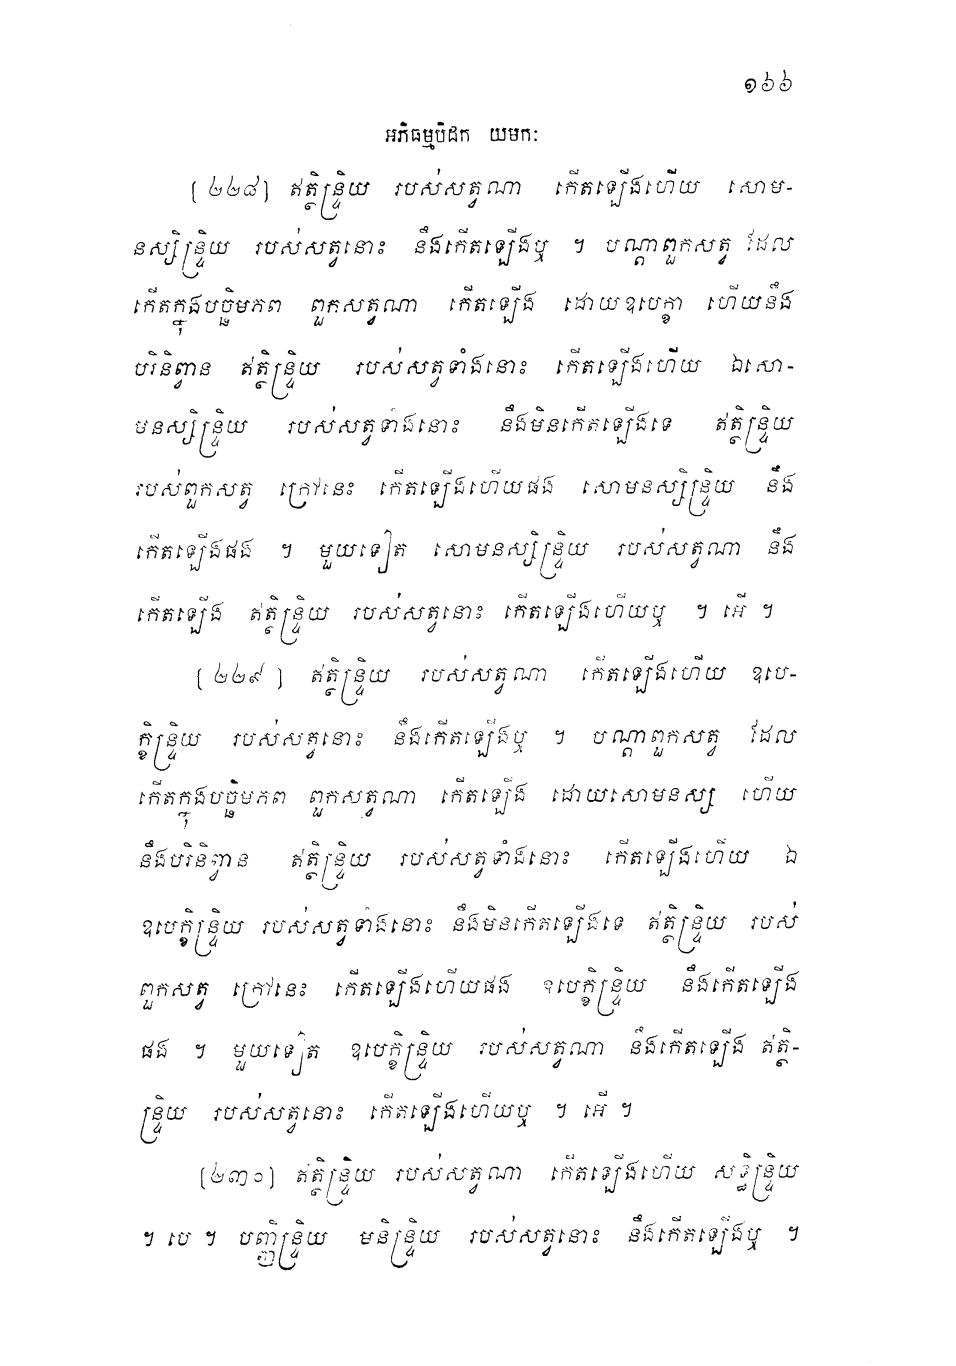 ១៦៦
អភិធម្មបិដក យមកៈ
[២២៨] ឥត្ថិន្ទ្រិយ របស់សត្វណា កើតឡើងហើយ សោម-
នស្សិន្ទ្រិយ របស់សត្វនោះ នឹងកើតឡើងឬ ។ បណ្តាពួកសត្វ ដែល
កើតក្នុងបច្ឆិមភព ពួកសត្វណា កើតឡើង ដោយឧបេក្ខា ហើយនឹង
បរិនិព្វាន ឥត្ថិន្ទ្រិយ របស់សត្វទាំងនោះ កើតឡើងហើយ ឯសោ-
មនស្សិន្ទ្រិយ របស់សត្វទាំងនោះ នឹងមិនកើតឡើងទេ ឥត្ថិន្ទ្រិយ
របស់ពួកសត្វ ក្រៅនេះ កើតឡើងហើយផង សោមនស្សិន្ទ្រិយ នឹង
កើតឡើងផង ។ មួយទៀត សោមនស្សិន្ទ្រិយ របស់សត្វណា នឹង
កើតឡើង ឥត្ថិន្ទ្រិយ របស់សត្វនោះ កើតឡើងហើយឬ ។ អើ ។
[២២៩] ឥត្ថិន្ទ្រិយ របស់សត្វណា កើតឡើងហើយ ឧបេ-
ក្ខិន្ទ្រិយ របស់សត្វនោះ នឹងកើតឡើងឬ ។ បណ្តាពួកសត្វ ដែល
កើតក្នុងបច្ឆិមភព ពួកសត្វណា កើតឡើង ដោយសោមនស្ស ហើយ
នឹងបរិនិព្វាន ឥត្ថិន្ទ្រិយ របស់សត្វទាំងនោះ កើតឡើងហើយ ឯ
ឧបេក្ខិន្ទ្រិយ របស់សត្វទាំងនោះ នឹងមិនកើតឡើងទេ ឥត្ថិន្ទ្រិយ របស់
ពួកសត្វ ក្រៅនេះ កើតឡើងហើយផង ឧបេក្ខិន្ទ្រិយ នឹងកើតឡើង
ផង ។ មួយទៀត ឧបេក្ខិន្ទ្រិយ របស់សត្វណា នឹងកើតឡើង ឥត្ថិ-
ន្ទ្រិយ របស់សត្វនោះ កើតឡើងហើយឬ ។ អើ ។
[២៣០] ឥត្ថិន្ទ្រិយ របស់សត្វណា កើតឡើងហើយ សទ្ធិន្ទ្រិយ
។ បេ ។ បញ្ញិន្ទ្រិយ មនិន្ទ្រិយ របស់សត្វនោះ នឹងកើតឡើងឬ ។